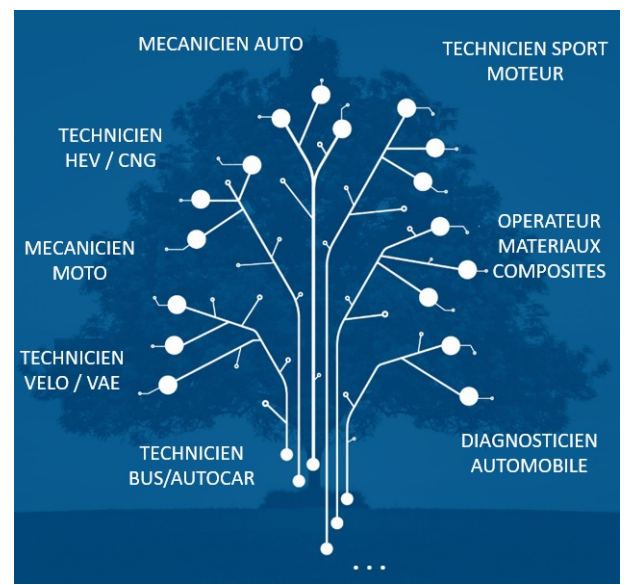 MECANICIEN AUTO
TECHNICIEN SPORT
MOTEUR
TECHNICIEN
HEV / CNG
OPERATEUR
MATERIAUX
COMPOSITES
MECANICIEN
MOTO
TECHNICIEN
VELO / VAE
TECHNICIEN
BUS/AUTOCAR
DIAGNOSTICIEN
AUTOMOBILE
...